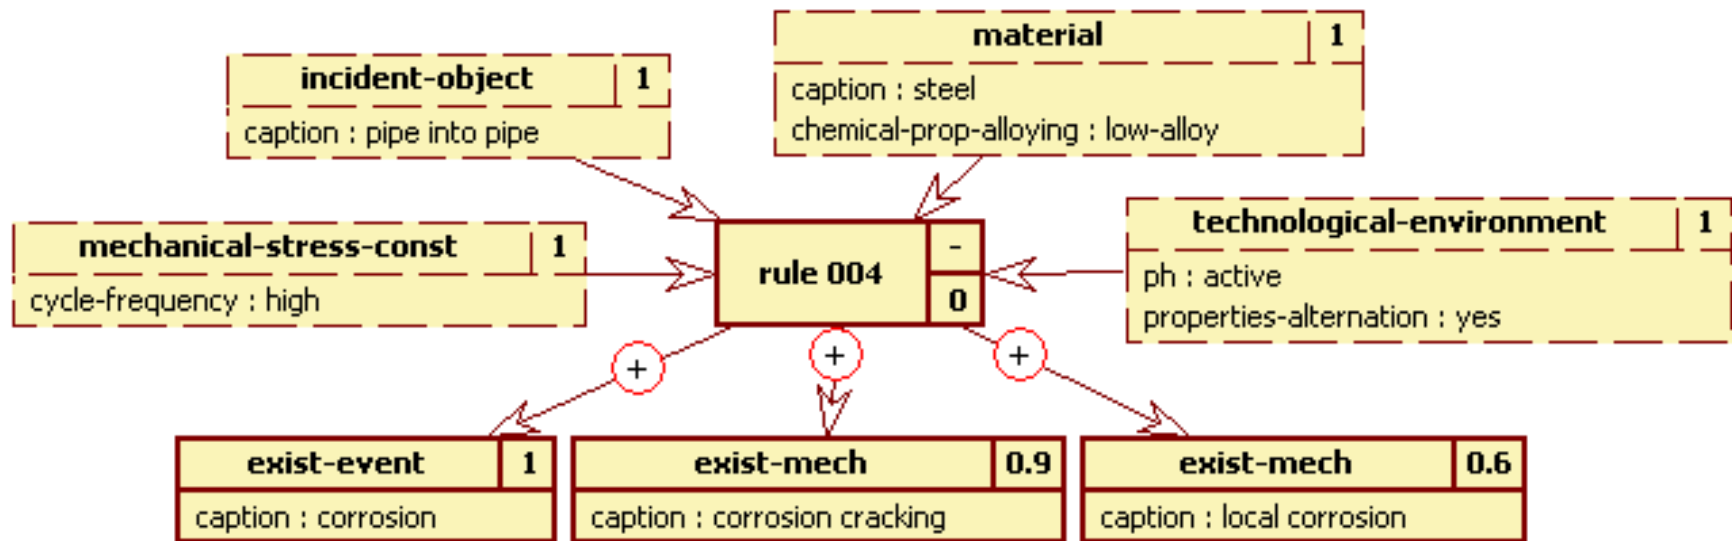 material 1
caption : steel
chemical-prop-alloying : low-alloy
incident-object 1
caption : pipe into pipe
mechanical-stress-const 1
cycle-frequency : high
rule 004
-
0
technological-environment 1
ph : active
properties-alternation : yes
+ + +
exist-event 1
caption : corrosion
exist-mech 0.9
caption : corrosion cracking
exist-mech 0.6
caption : local corrosion